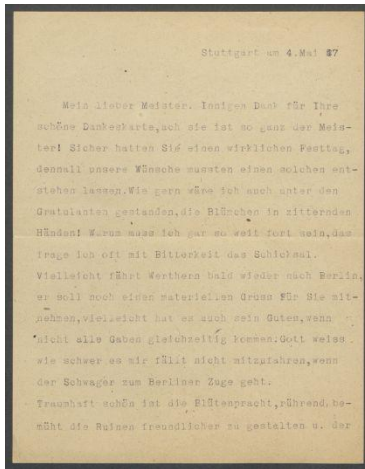 Stuttgart am 4.Mai 47
Mein lieber Meister. Innigen Dank für Ihre
schöne Dankeskarte,ach sie ist so ganz der Meis-
ter! Sicher hatten Sie einen wirklichen Festtag,
dennall unsere Wünsche mussten einen solchen ent-
stehen lassen.Wie gern wäre ich auch unter den
Gratulanten gestanden,die Blümchen in zitternden
Händen! Warum muss ich gar so weit fort sein,das
frage ich oft mit Bitterkeit das Schicksal.
Vielleicht fährt Werthern bald wieder nach Berlin,
er soll noch einen materiellen Gruss Für Sie mit-
nehmen,vielleicht hat es auch sein Gutes,wenn
nicht alle Gaben gleichzeitig kommen:Gott weiss
wie schwer es mir fällt nicht mitzufahren,wenn
der Schwager zum Berliner Zuge geht.
Traumhaft schön ist die Blütenpracht,rührend be-
müht die Ruinen freundlicher zu gestalten u. der